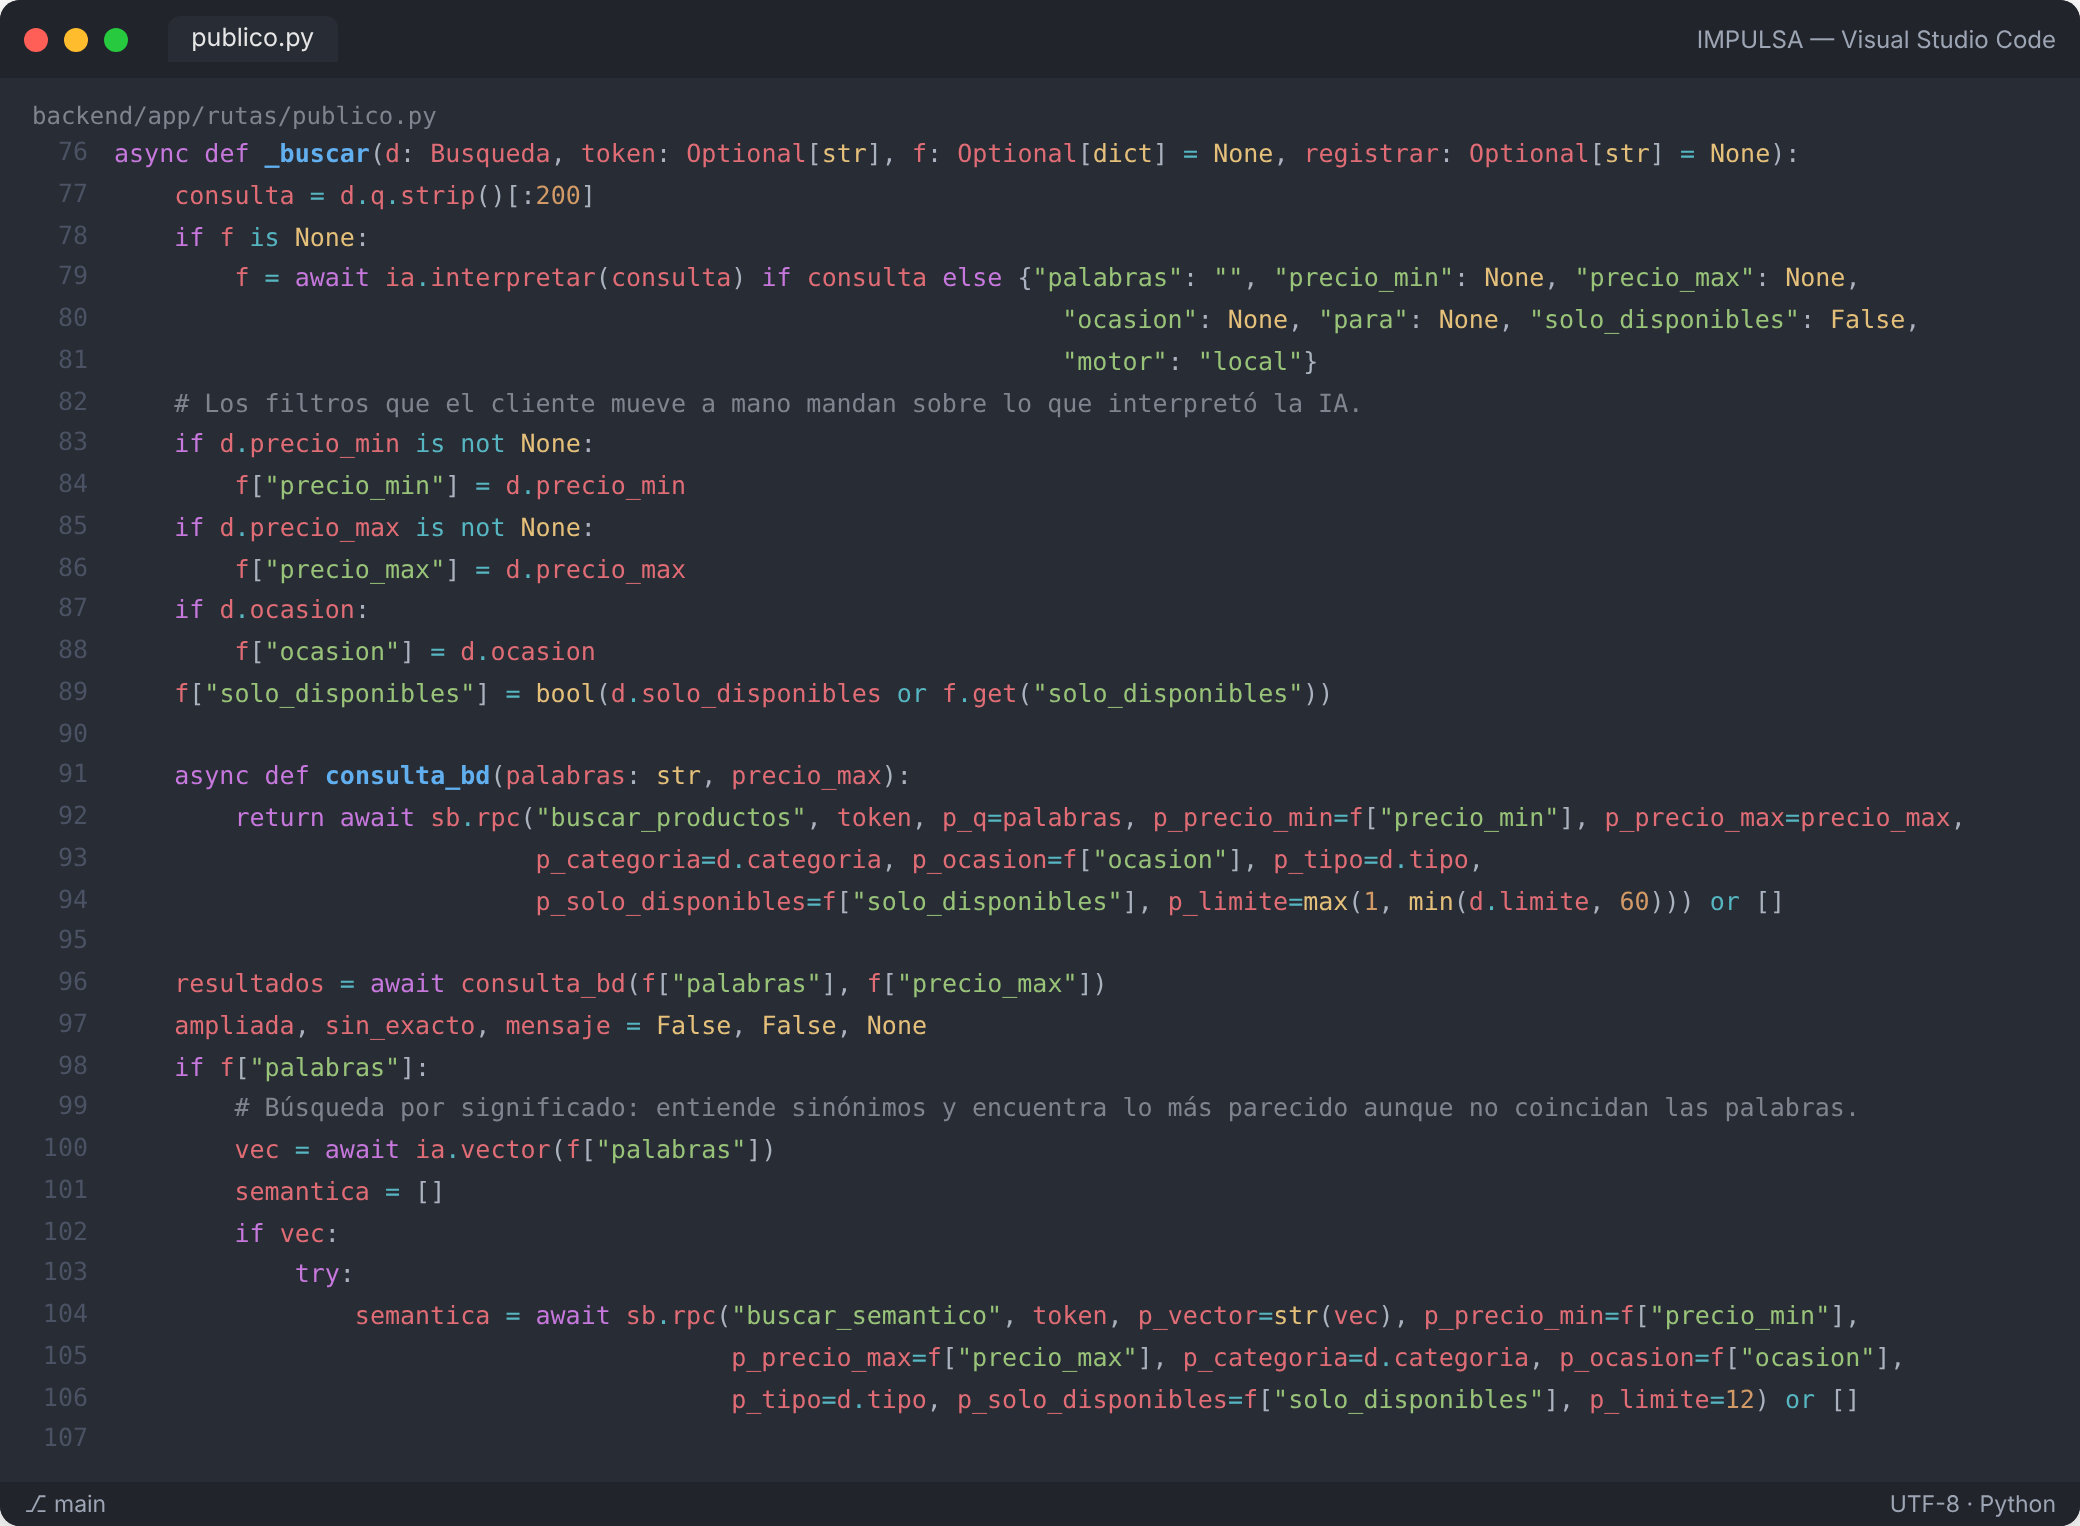 publico.py
IMPULSA — Visual Studio Code
backend/app/rutas/publico.py
76 async def _buscar(d: Busqueda, token: Optional[str], f: Optional[dict] = None, registrar: Optional[str] = None):
77     consulta = d.q.strip()[:200]
78     if f is None:
79         f = await ia.interpretar(consulta) if consulta else {"palabras": "", "precio_min": None, "precio_max": None,
80                                                                "ocasion": None, "para": None, "solo_disponibles": False,
81                                                                "motor": "local"}
82     # Los filtros que el cliente mueve a mano mandan sobre lo que interpretó la IA.
83     if d.precio_min is not None:
84         f["precio_min"] = d.precio_min
85     if d.precio_max is not None:
86         f["precio_max"] = d.precio_max
87     if d.ocasion:
88         f["ocasion"] = d.ocasion
89     f["solo_disponibles"] = bool(d.solo_disponibles or f.get("solo_disponibles"))
90
91     async def consulta_bd(palabras: str, precio_max):
92         return await sb.rpc("buscar_productos", token, p_q=palabras, p_precio_min=f["precio_min"], p_precio_max=precio_max,
93                             p_categoria=d.categoria, p_ocasion=f["ocasion"], p_tipo=d.tipo,
94                             p_solo_disponibles=f["solo_disponibles"], p_limite=max(1, min(d.limite, 60))) or []
95
96     resultados = await consulta_bd(f["palabras"], f["precio_max"])
97     ampliada, sin_exacto, mensaje = False, False, None
98     if f["palabras"]:
99         # Búsqueda por significado: entiende sinónimos y encuentra lo más parecido aunque no coincidan las palabras.
100         vec = await ia.vector(f["palabras"])
101         semantica = []
102         if vec:
103             try:
104                 semantica = await sb.rpc("buscar_semantico", token, p_vector=str(vec), p_precio_min=f["precio_min"],
105                                          p_precio_max=f["precio_max"], p_categoria=d.categoria, p_ocasion=f["ocasion"],
106                                          p_tipo=d.tipo, p_solo_disponibles=f["solo_disponibles"], p_limite=12) or []
107
⎇ main
UTF-8 · Python